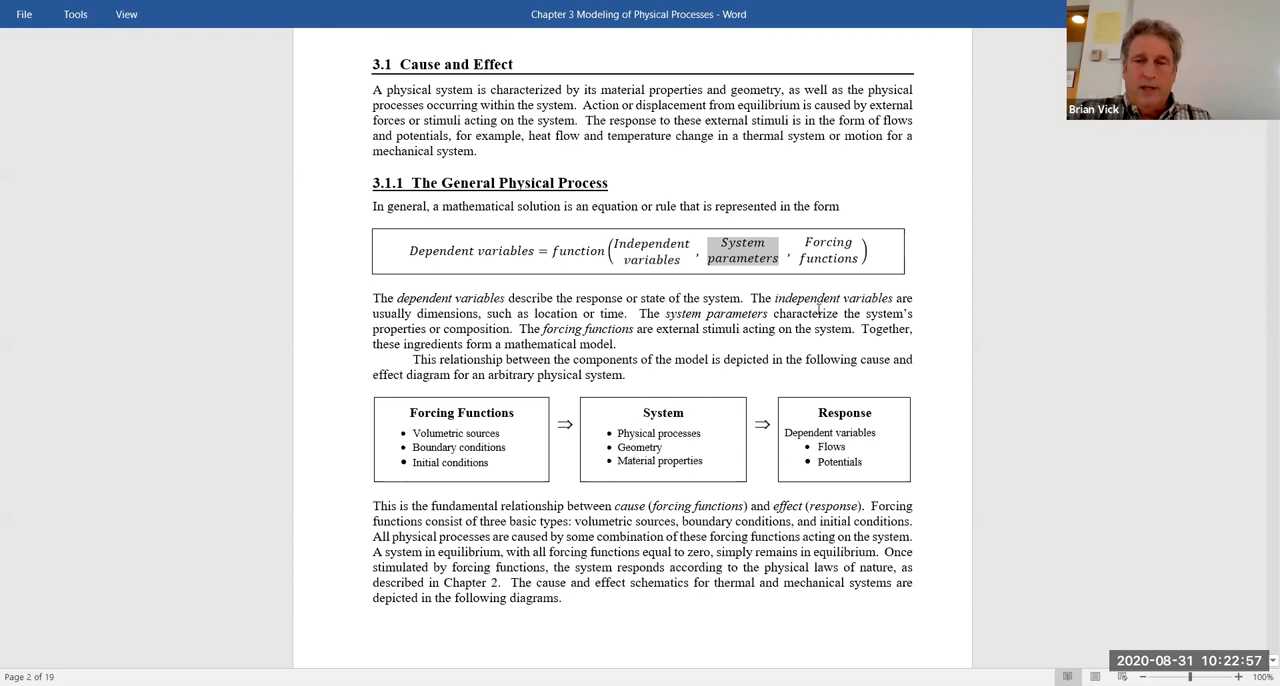 File Tools View Chapter 3 Modeling of Physical Processes - Word
Brian Vick
3.1 Cause and Effect
A physical system is characterized by its material properties and geometry, as well as the physical
processes occurring within the system. Action or displacement from equilibrium is caused by external
forces or stimuli acting on the system. The response to these external stimuli is in the form of flows
and potentials, for example, heat flow and temperature change in a thermal system or motion for a
mechanical system.
3.1.1 The General Physical Process
In general, a mathematical solution is an equation or rule that is represented in the form
Dependent variables = function (Independent variables , System parameters , Forcing functions)
The dependent variables describe the response or state of the system. The independent variables are
usually dimensions, such as location or time. The system parameters characterize the system's
properties or composition. The forcing functions are external stimuli acting on the system. Together,
these ingredients form a mathematical model.
This relationship between the components of the model is depicted in the following cause and
effect diagram for an arbitrary physical system.
Forcing Functions
• Volumetric sources
• Boundary conditions
• Initial conditions
⇒
System
• Physical processes
• Geometry
• Material properties
⇒
Response
Dependent variables
• Flows
• Potentials
This is the fundamental relationship between cause (forcing functions) and effect (response). Forcing
functions consist of three basic types: volumetric sources, boundary conditions, and initial conditions.
All physical processes are caused by some combination of these forcing functions acting on the system.
A system in equilibrium, with all forcing functions equal to zero, simply remains in equilibrium. Once
stimulated by forcing functions, the system responds according to the physical laws of nature, as
described in Chapter 2. The cause and effect schematics for thermal and mechanical systems are
depicted in the following diagrams.
2020-08-31 10:22:57
Page 2 of 19
100%